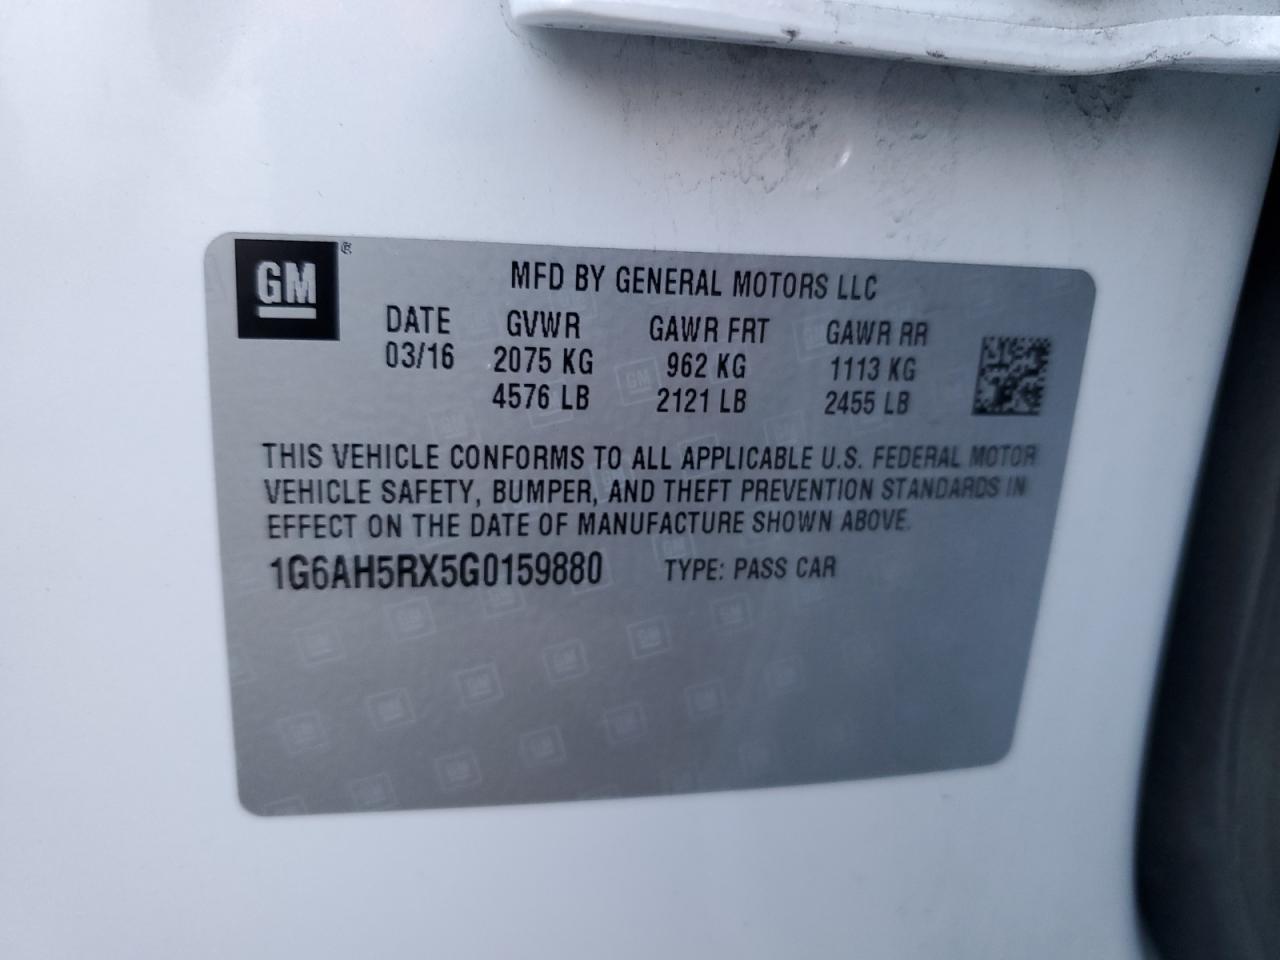 GM
MFD BY GENERAL MOTORS LLC
DATE GVWR GAWR FRT GAWR RR
03/16 2075 KG 962 KG 1113 KG
4576 LB 2121 LB 2455 LB
THIS VEHICLE CONFORMS TO ALL APPLICABLE U.S. FEDERAL MOTOR
VEHICLE SAFETY, BUMPER, AND THEFT PREVENTION STANDARDS IN
EFFECT ON THE DATE OF MANUFACTURE SHOWN ABOVE.
1G6AH5RX5G0159880 TYPE: PASS CAR